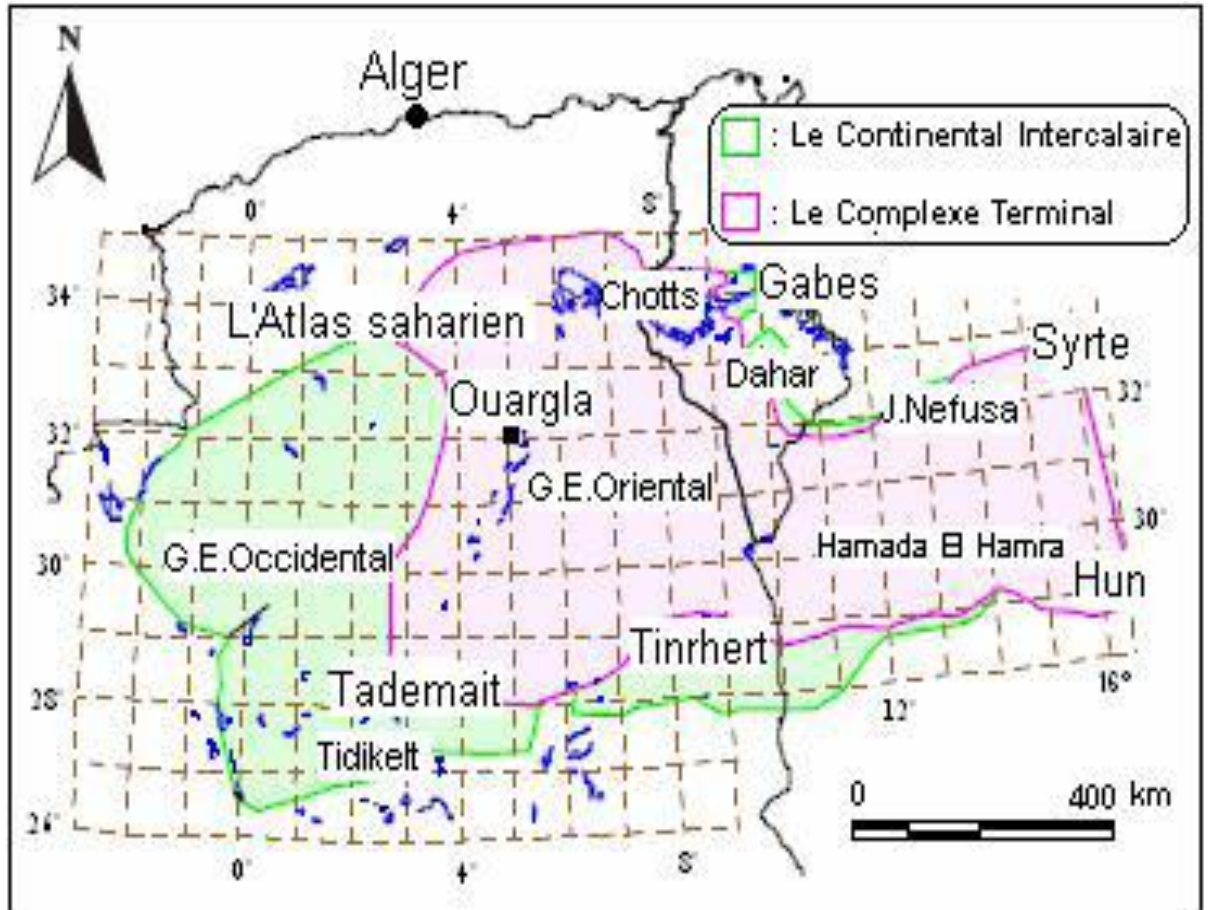 N
Alger
: Le Continental Intercalaire
: Le Complexe Terminal
0° 4° 8°
34°
Chotts
Gabes
L'Atlas saharien
Syrte
Dahar
32°
Ouargla
J.Nefusa
32°
G.E.Oriental
30°
G.E.Occidental
Hamada El Hamra
30°
Hun
Tinrhert
28°
Tademait
16°
12°
Tidikelt
0 400 km
26°
0° 4° 8°